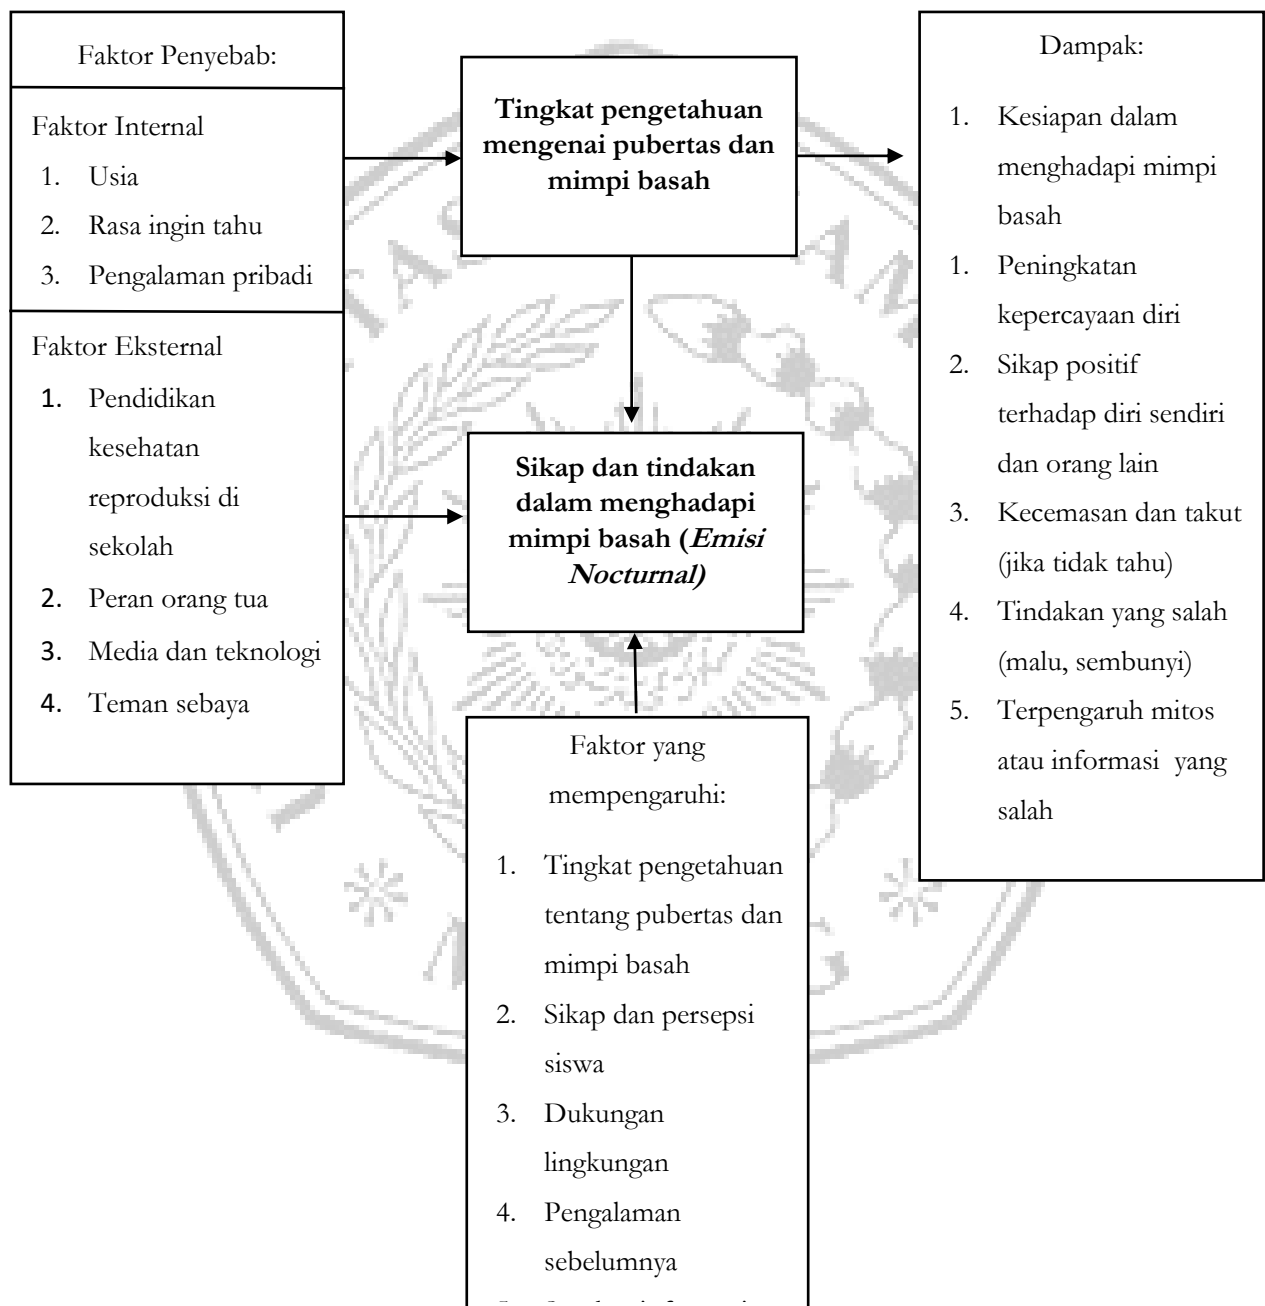 Faktor Penyebab:
Faktor Internal
1. Usia
2. Rasa ingin tahu
3. Pengalaman pribadi
Faktor Eksternal
1. Pendidikan
kesehatan
reproduksi di
sekolah
2. Peran orang tua
3. Media dan teknologi
4. Teman sebaya
Tingkat pengetahuan
mengenai pubertas dan
mimpi basah
Sikap dan tindakan
dalam menghadapi
mimpi basah (Emisi
Nocturnal)
Faktor yang
mempengaruhi:
1. Tingkat pengetahuan
tentang pubertas dan
mimpi basah
2. Sikap dan persepsi
siswa
3. Dukungan
lingkungan
4. Pengalaman
sebelumnya
Dampak:
1. Kesiapan dalam
menghadapi mimpi
basah
1. Peningkatan
kepercayaan diri
2. Sikap positif
terhadap diri sendiri
dan orang lain
3. Kecemasan dan takut
(jika tidak tahu)
4. Tindakan yang salah
(malu, sembunyi)
5. Terpengaruh mitos
atau informasi yang
salah